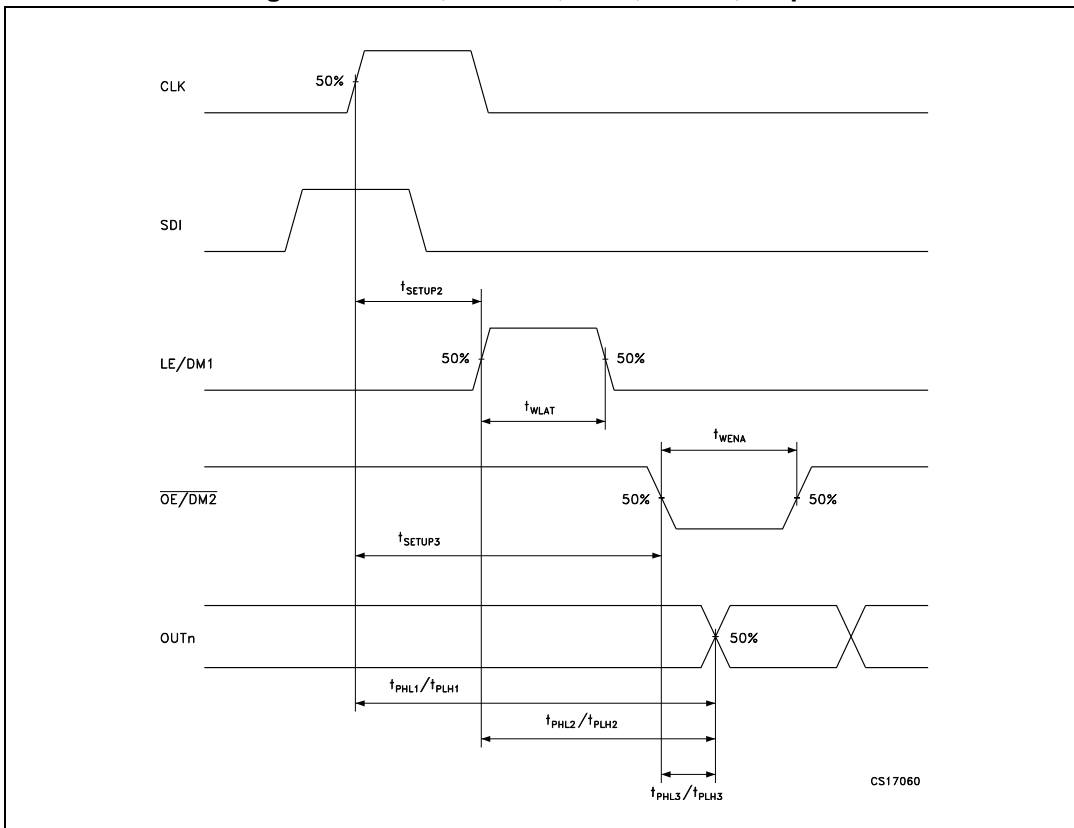 CLK
50%
SDI
tSETUP2
LE/DM1
50%
50%
tWLAT
tWENA
OE/DM2
50%
50%
tSETUP3
OUTn
50%
tPHL1/tPLH1
tPHL2/tPLH2
tPHL3/tPLH3
CS17060